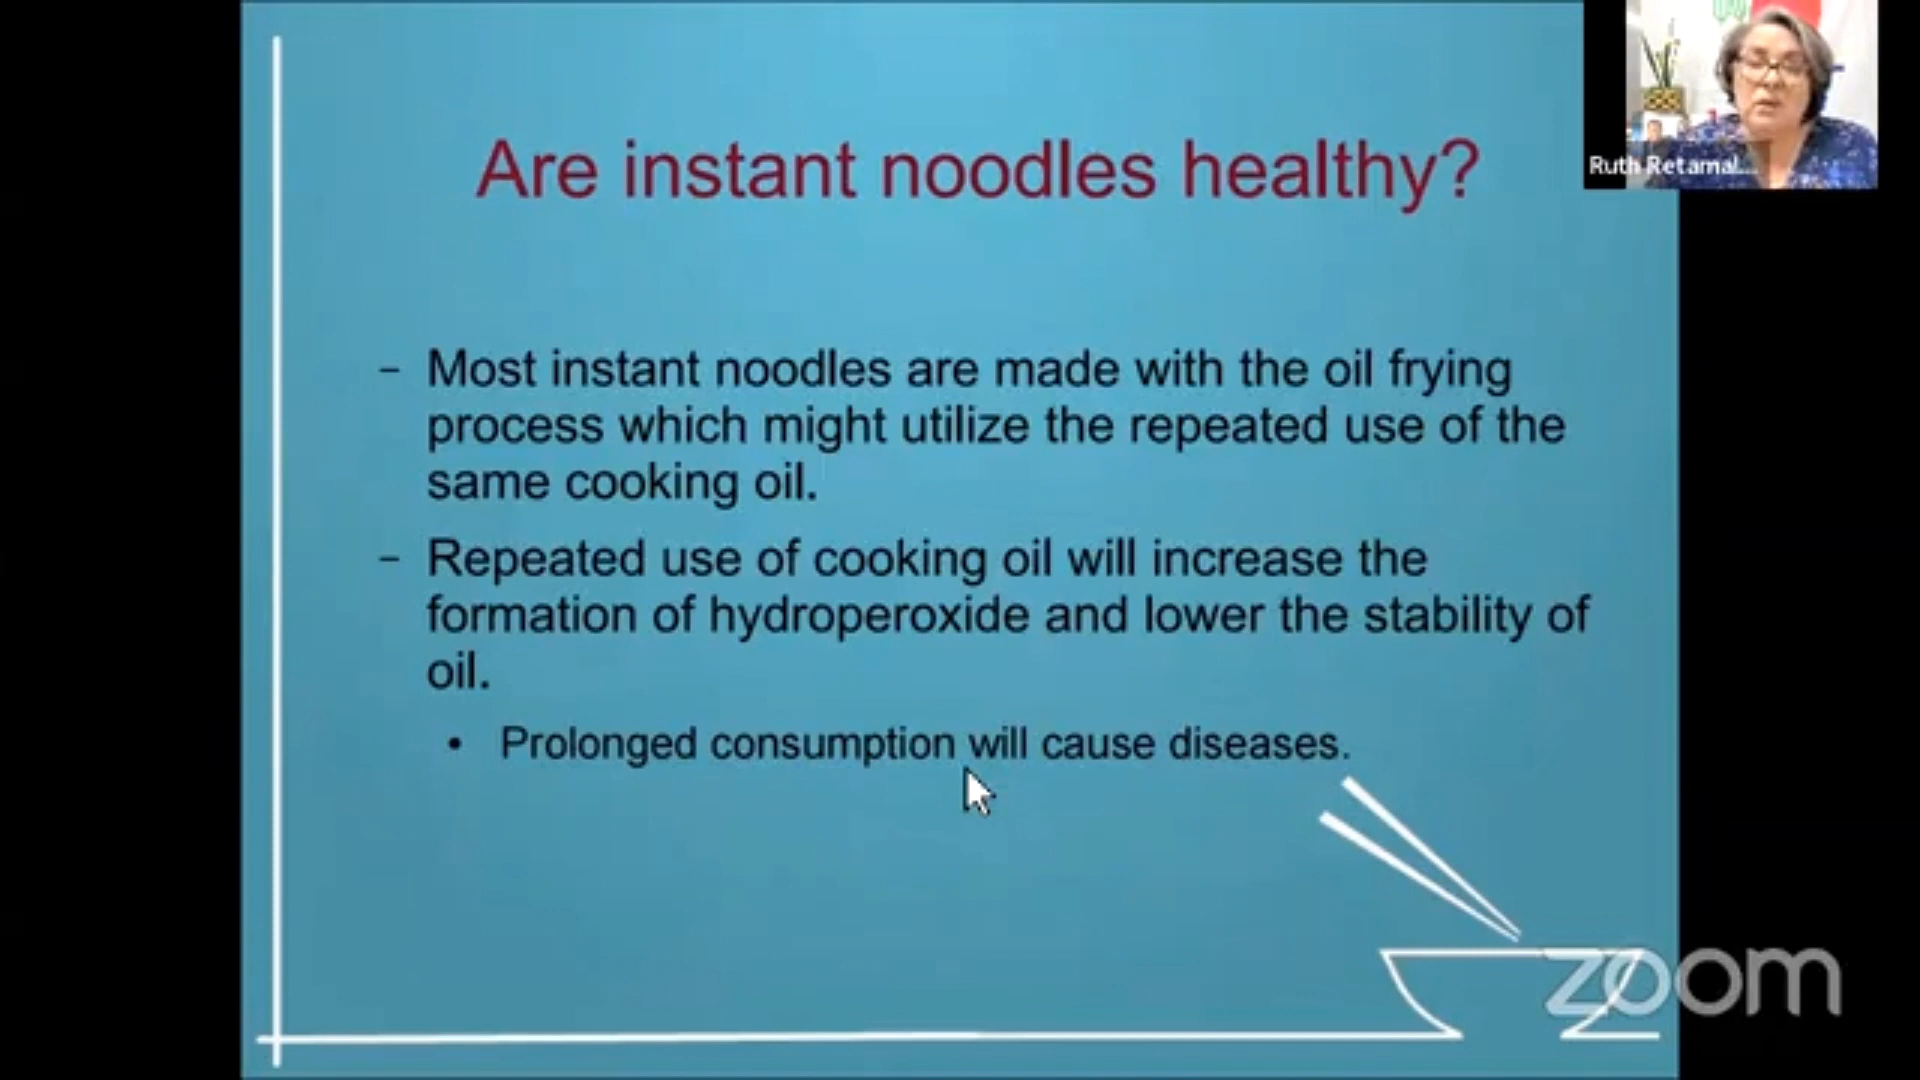 Are instant noodles healthy?
– Most instant noodles are made with the oil frying
process which might utilize the repeated use of the
same cooking oil.
– Repeated use of cooking oil will increase the
formation of hydroperoxide and lower the stability of
oil.
• Prolonged consumption will cause diseases.
Ruth Retamal...
zoom